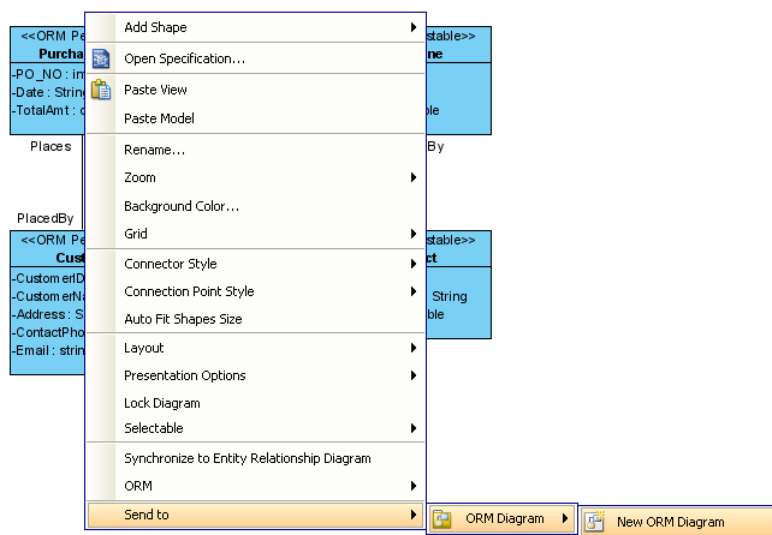 <<ORM Pe
Purcha
-PO_NO : in
-Date : Strin
-TotalAmt : d
Places
PlacedBy
<<ORM Pe
Cust
-CustomerID
-CustomerNa
-Address : S
-ContactPho
-Email : strin
Add Shape
Open Specification...
Paste View
Paste Model
Rename...
Zoom
Background Color...
Grid
Connector Style
Connection Point Style
Auto Fit Shapes Size
Layout
Presentation Options
Lock Diagram
Selectable
Synchronize to Entity Relationship Diagram
ORM
Send to
ORM Diagram
New ORM Diagram
stable>>
ne
ble
By
stable>>
ct
String
ble